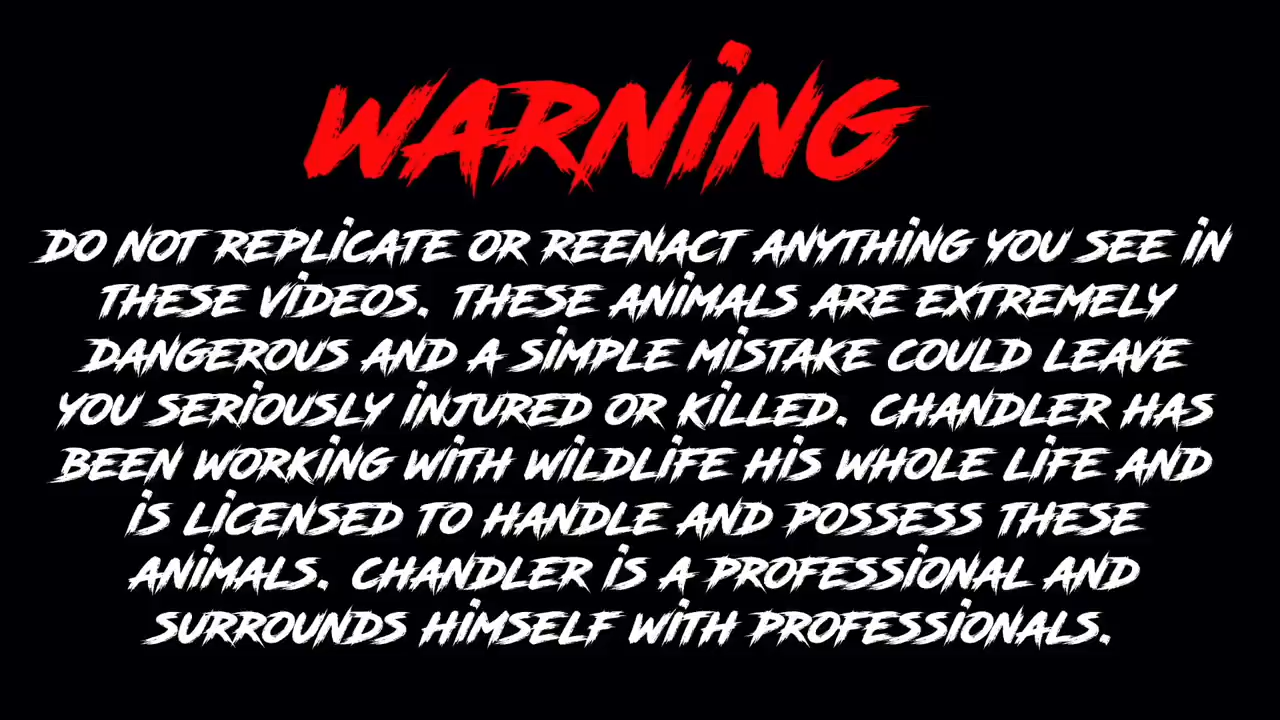 WARNING
DO NOT REPLICATE OR REENACT ANYTHING YOU SEE IN
THESE VIDEOS. THESE ANIMALS ARE EXTREMELY
DANGEROUS AND A SIMPLE MISTAKE COULD LEAVE
YOU SERIOUSLY INJURED OR KILLED. CHANDLER HAS
BEEN WORKING WITH WILDLIFE HIS WHOLE LIFE AND
IS LICENSED TO HANDLE AND POSSESS THESE
ANIMALS. CHANDLER IS A PROFESSIONAL AND
SURROUNDS HIMSELF WITH PROFESSIONALS.